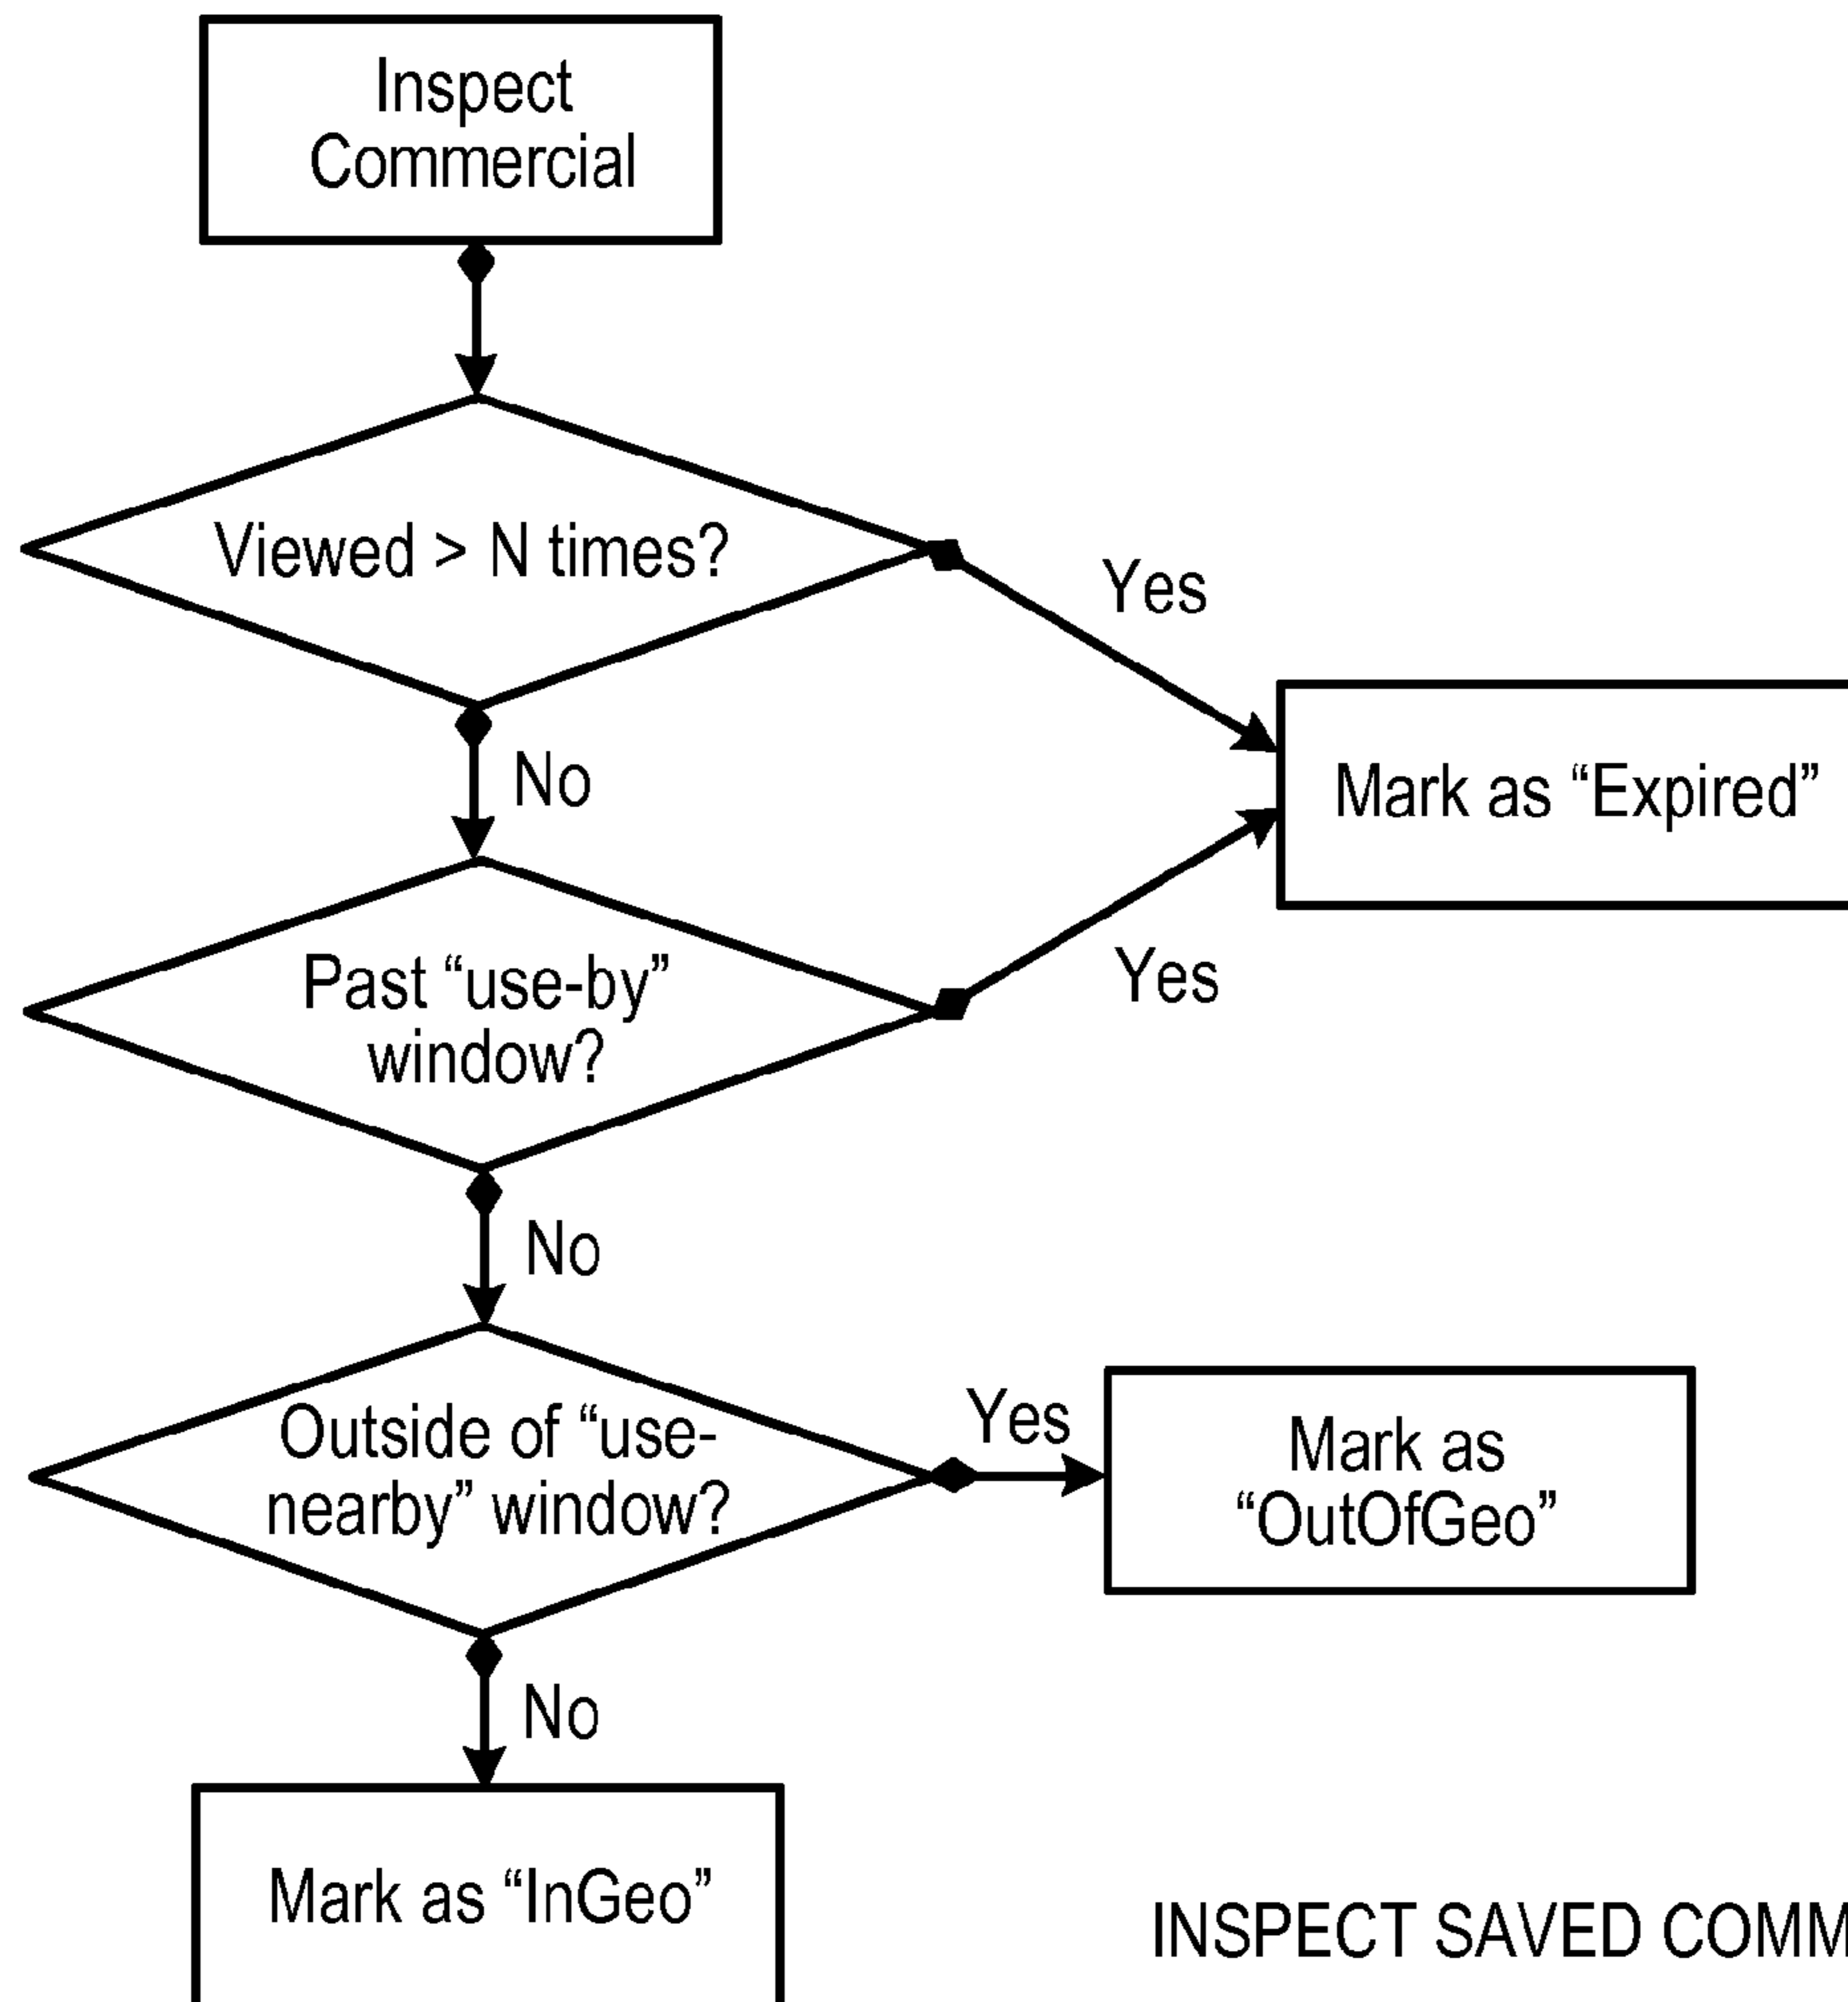 Inspect
Commercial
Viewed > N times?
Yes
No
Mark as “Expired”
Past “use-by”
window?
Yes
No
Outside of “use-
nearby” window?
Yes
Mark as
“OutOfGeo”
No
Mark as “InGeo”
INSPECT SAVED COMM